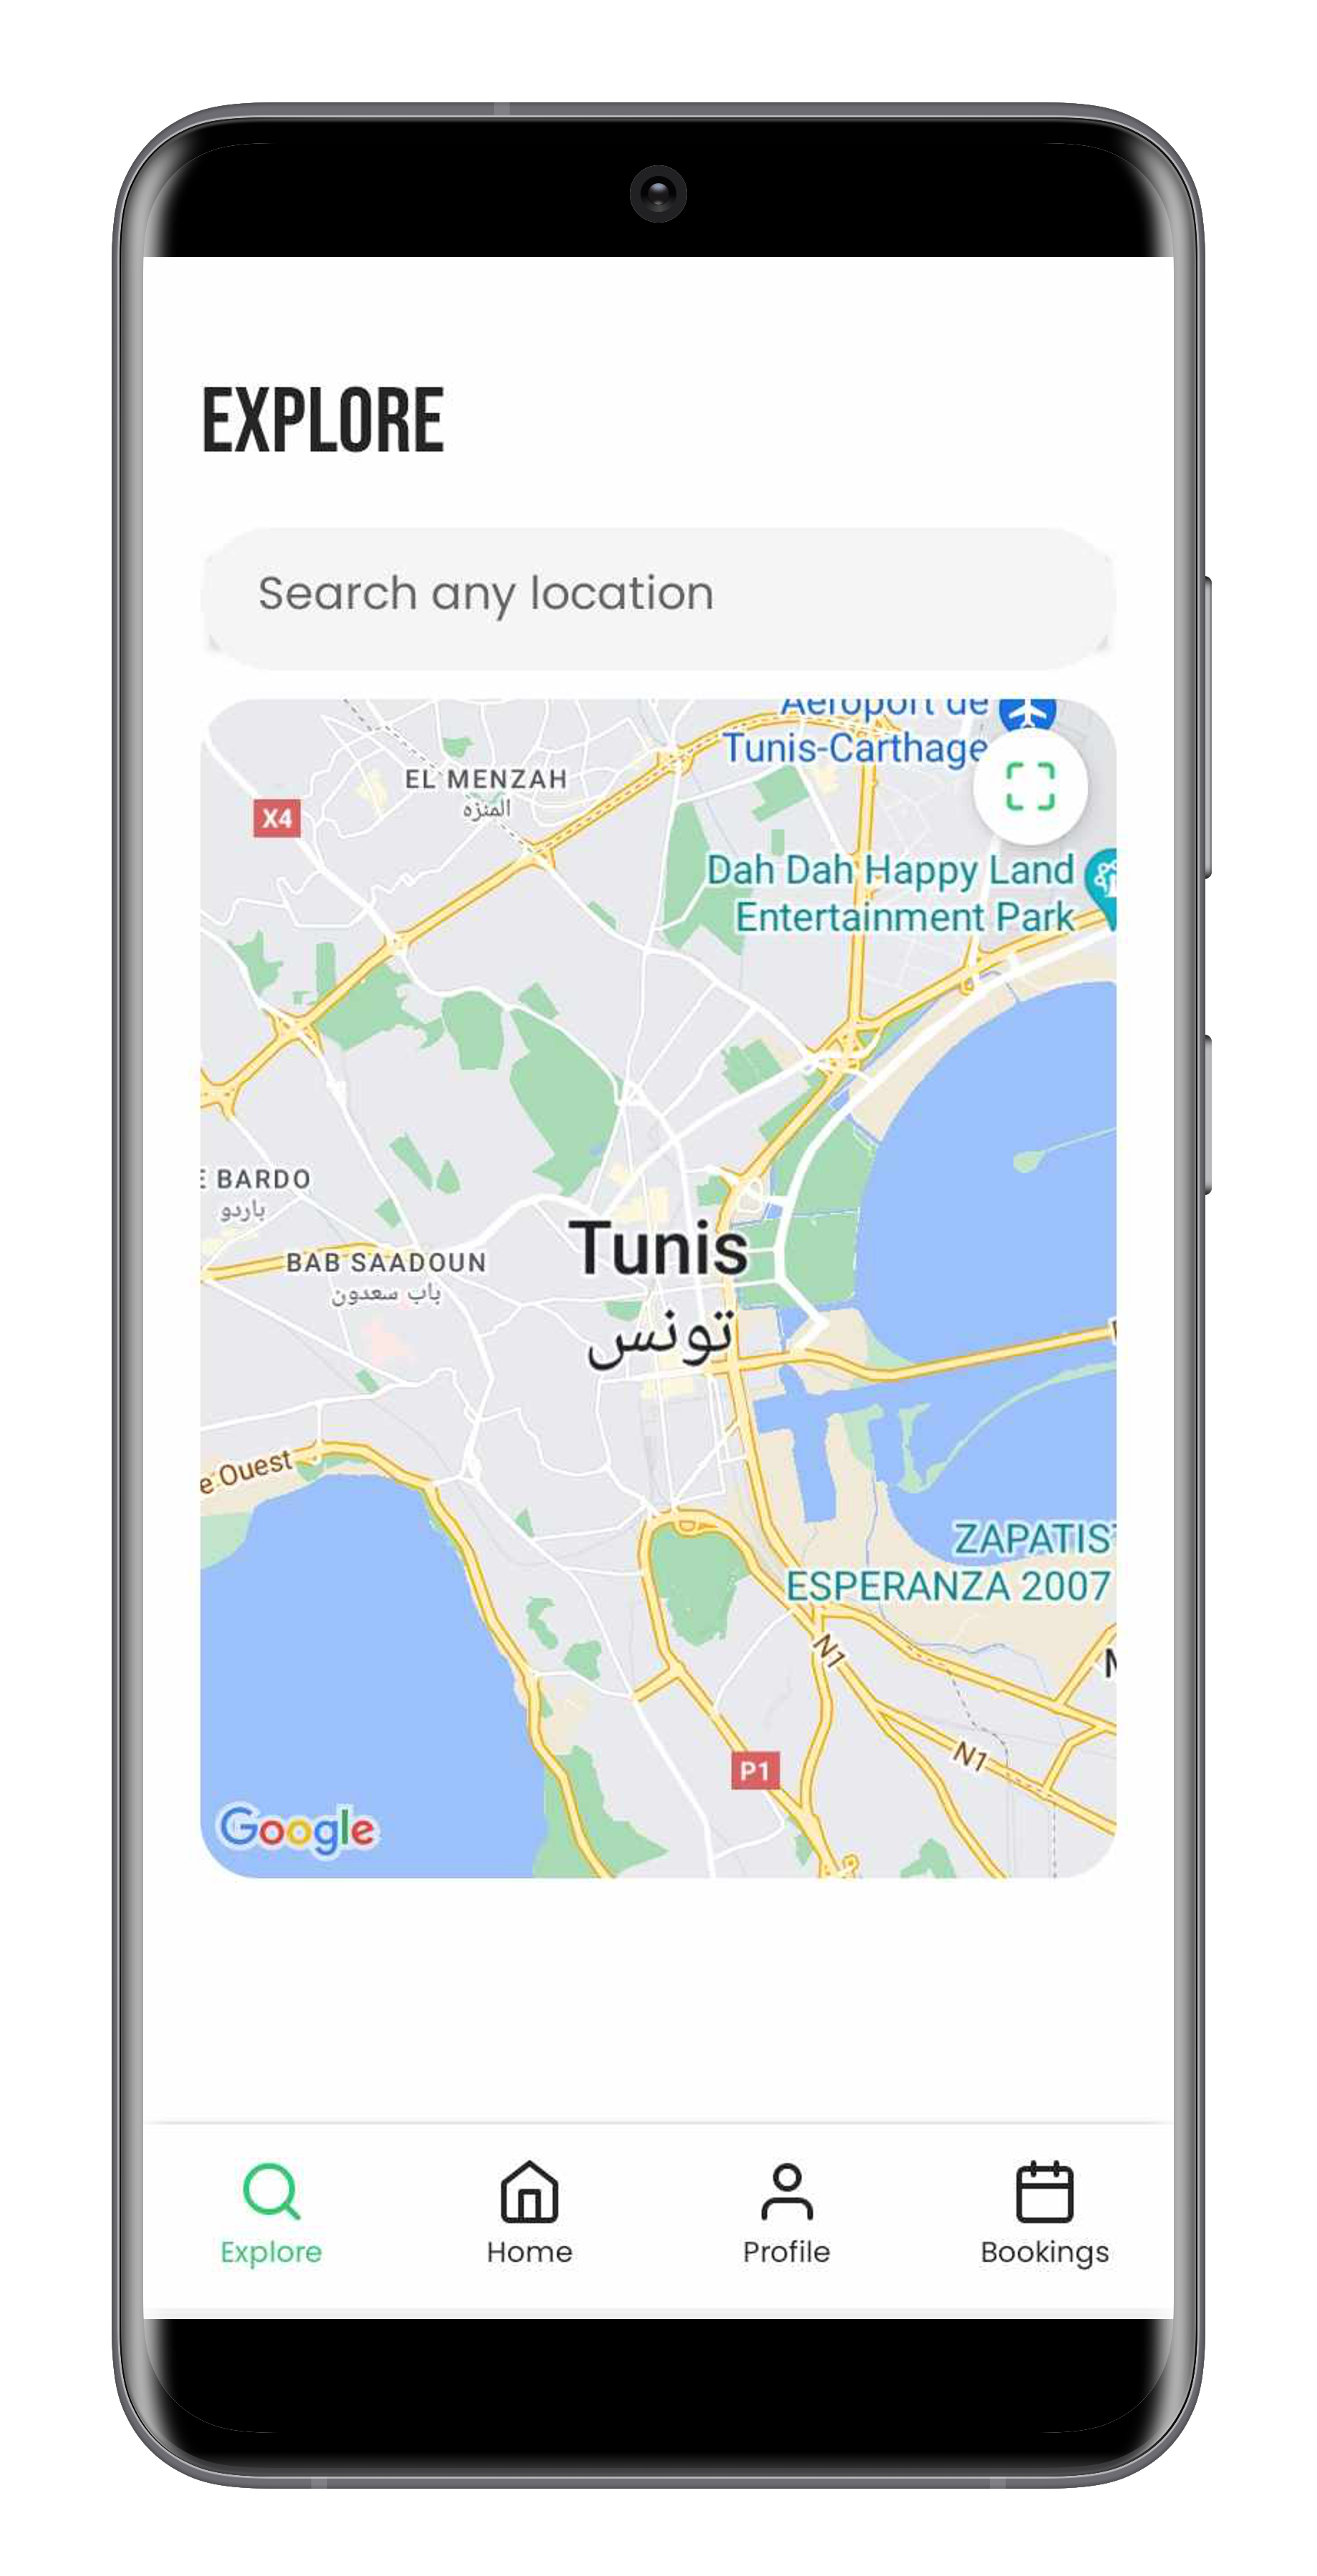 EXPLORE
Search any location
Aéroport de
Tunis-Carthage
EL MENZAH
المنزه
X4
Dah Dah Happy Land
Entertainment Park
BARDO
باردو
BAB SAADOUN
باب سعدون
Tunis
تونس
Ouest
ZAPATIS
ESPERANZA 2007
N1
N1
P1
Google
Explore
Home
Profile
Bookings